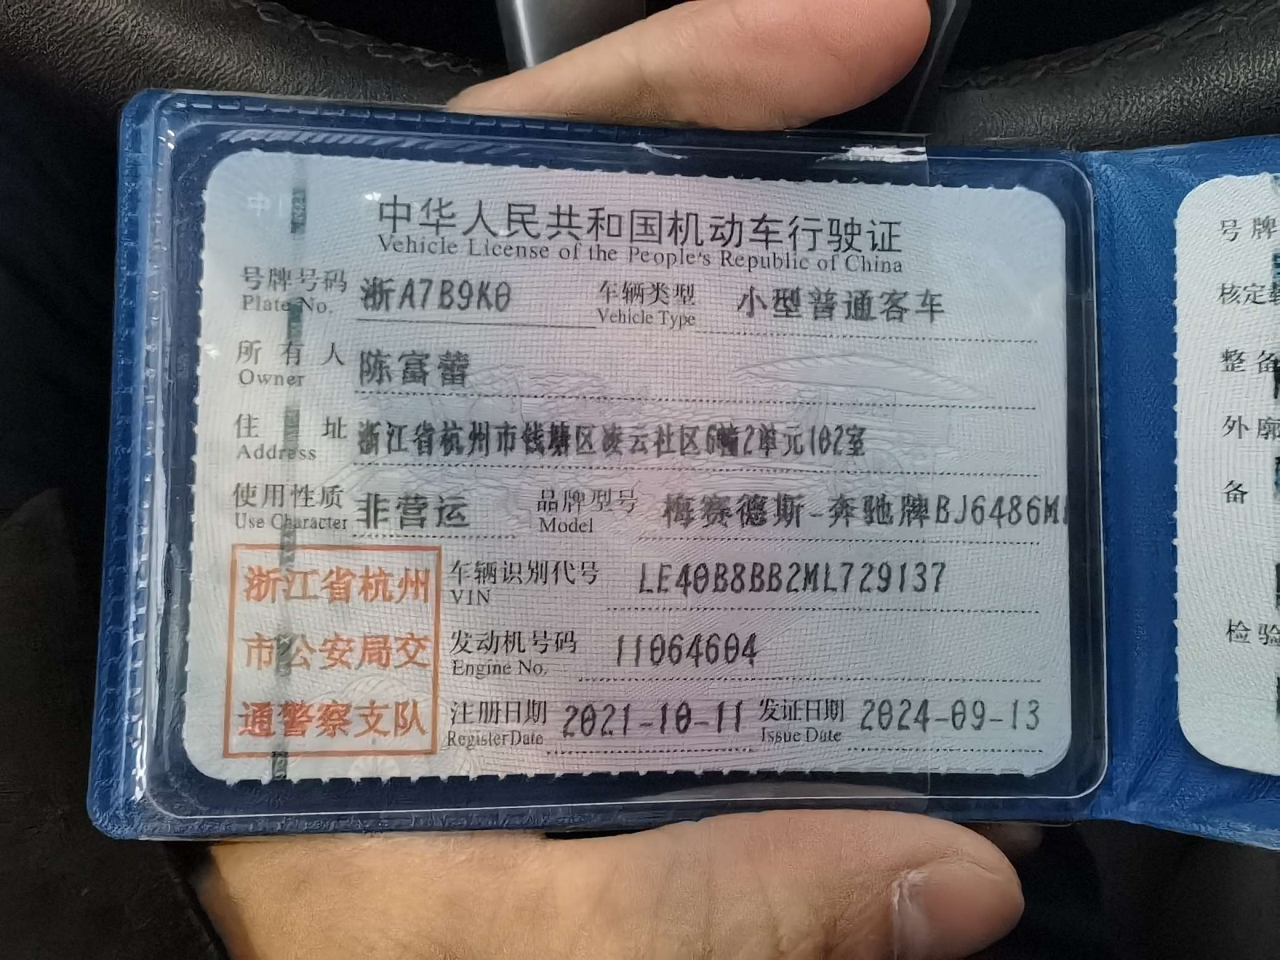 中华人民共和国机动车行驶证
Vehicle License of the People's Republic of China
号牌号码 浙A7B9K0 车辆类型 小型普通客车
Plate No. Vehicle Type
所有人 陈富蕾
Owner
住址 浙江省杭州市钱塘区凌云社区6幢2单元102室
Address
使用性质 非营运 品牌型号 梅赛德斯-奔驰牌BJ6486M
Use Character Model
浙江省杭州
市公安局交
通警察支队
车辆识别代号 LE40B8BB2ML729137
VIN
发动机号码 11064604
Engine No.
注册日期 2021-10-11 发证日期 2024-09-13
Register Date Issue Date
号牌
核定
整备
外廓
备
检验